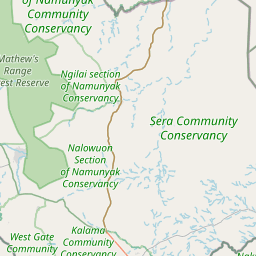 of Namunyak
Community
Conservancy
Mathew's
Range
est Reserve
Ngilai section
of Namunyak
Conservancy
Sera Community
Conservancy
Nalowuon
Section
of Namunyak
Conservancy
West Gate
Community
Kalama
Community
Conservancy